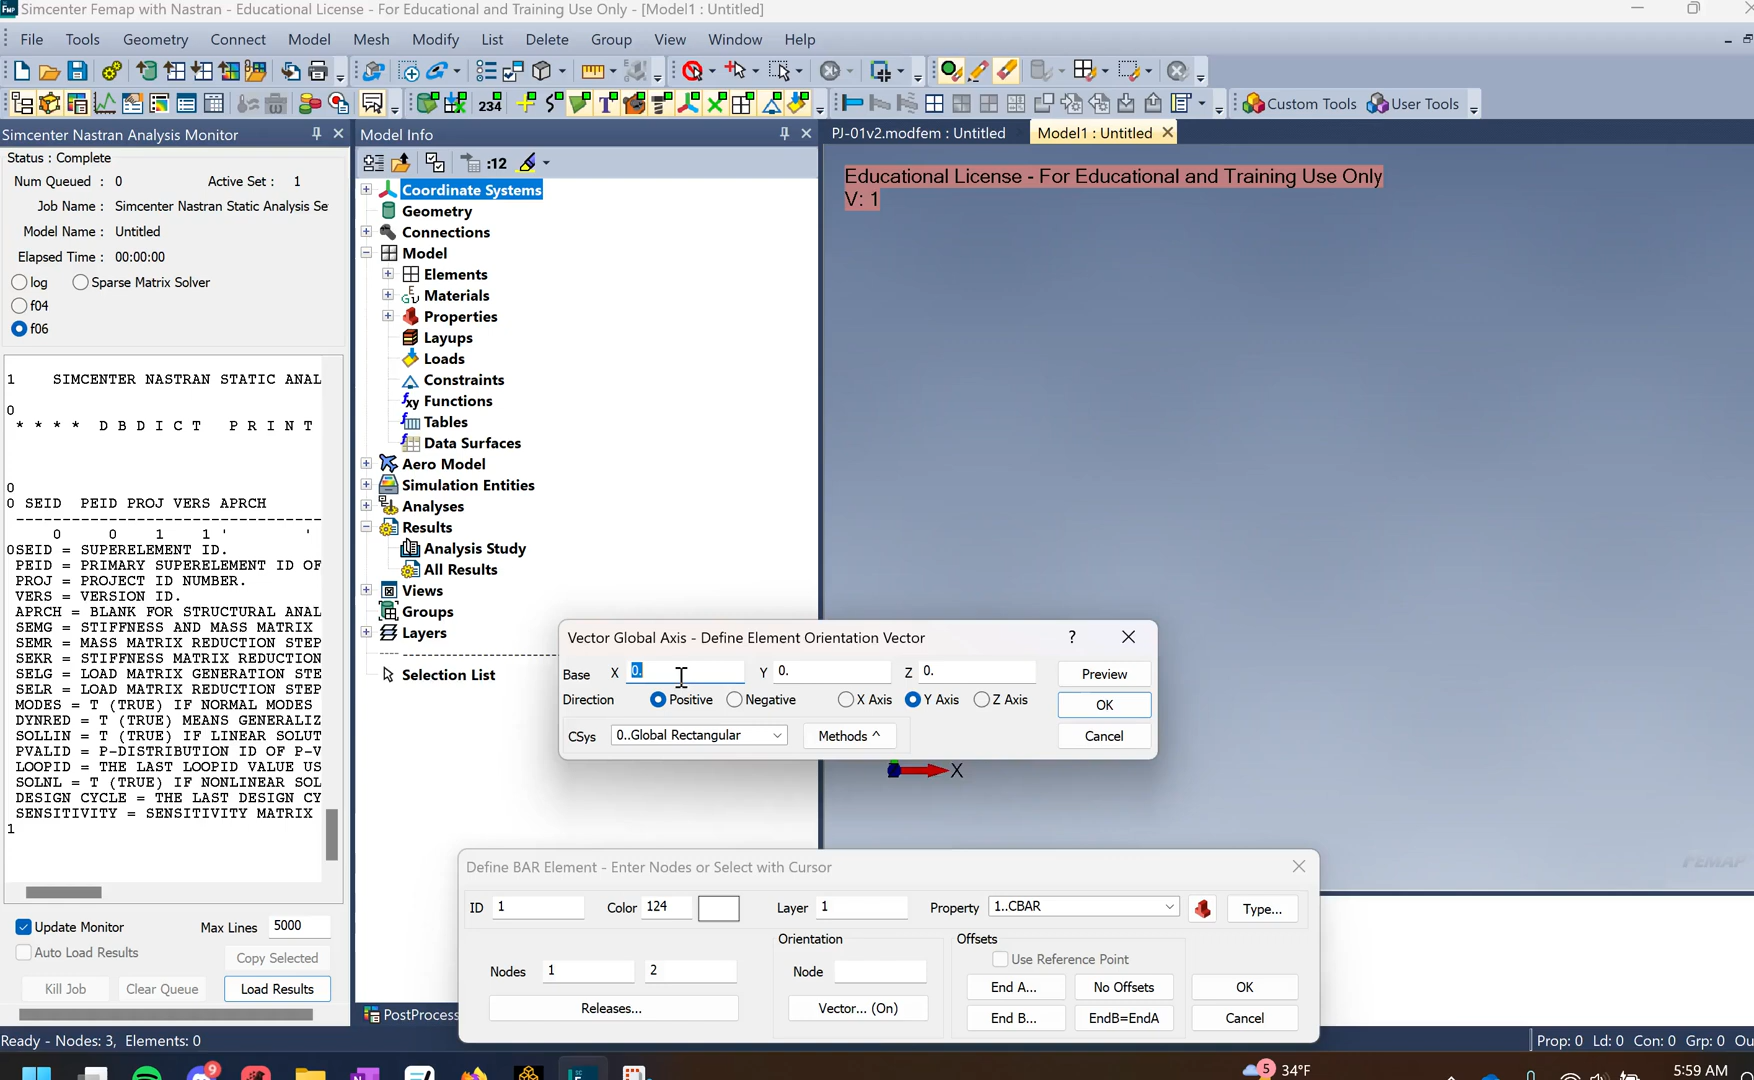 Simcenter Femap with Nastran - Educational License - For Educational and Training Use Only - [Model1 : Untitled]
File Tools Geometry Connect Model Mesh Modify List Delete Group View Window Help
234
Custom Tools User Tools
Simcenter Nastran Analysis Monitor
Status : Complete
Num Queued : 0 Active Set : 1
Job Name : Simcenter Nastran Static Analysis Se
Model Name : Untitled
Elapsed Time : 00:00:00
log Sparse Matrix Solver
f04
f06
1 SIMCENTER NASTRAN STATIC ANAL
0
* * * * D B D I C T P R I N T
0
0 SEID PEID PROJ VERS APRCH
0 0 1 1 ' '
0SEID = SUPERELEMENT ID.
PEID = PRIMARY SUPERELEMENT ID OF
PROJ = PROJECT ID NUMBER.
VERS = VERSION ID.
APRCH = BLANK FOR STRUCTURAL ANAL
SEMG = STIFFNESS AND MASS MATRIX
SEMR = MASS MATRIX REDUCTION STEP
SEKR = STIFFNESS MATRIX REDUCTION
SELG = LOAD MATRIX GENERATION STE
SELR = LOAD MATRIX REDUCTION STEP
MODES = T (TRUE) IF NORMAL MODES
DYNRED = T (TRUE) MEANS GENERALIZ
SOLLIN = T (TRUE) IF LINEAR SOLUT
PVALID = P-DISTRIBUTION ID OF P-V
LOOPID = THE LAST LOOPID VALUE US
SOLNL = T (TRUE) IF NONLINEAR SOL
DESIGN CYCLE = THE LAST DESIGN CY
SENSITIVITY = SENSITIVITY MATRIX
1
Update Monitor Max Lines 5000
Auto Load Results Copy Selected
Kill Job Clear Queue Load Results
Model Info
:12
Coordinate Systems
Geometry
Connections
Model
Elements
Materials
Properties
Layups
Loads
Constraints
Functions
Tables
Data Surfaces
Aero Model
Simulation Entities
Analyses
Results
Analysis Study
All Results
Views
Groups
Layers
Selection List
PostProcess
PJ-01v2.modfem : Untitled Model1 : Untitled
Educational License - For Educational and Training Use Only
V: 1
X
FEMAP
Vector Global Axis - Define Element Orientation Vector
Base X 0. Y 0. Z 0. Preview
Direction Positive Negative X Axis Y Axis Z Axis OK
CSys 0..Global Rectangular Methods ^ Cancel
Define BAR Element - Enter Nodes or Select with Cursor
ID 1 Color 124 Layer 1 Property 1..CBAR Type...
Orientation Offsets
Use Reference Point
Nodes 1 2 Node End A... No Offsets OK
Releases... Vector... (On) End B... EndB=EndA Cancel
Ready - Nodes: 3, Elements: 0
Prop: 0 Ld: 0 Con: 0 Grp: 0 Ou
9
5 34°F
5:59 AM